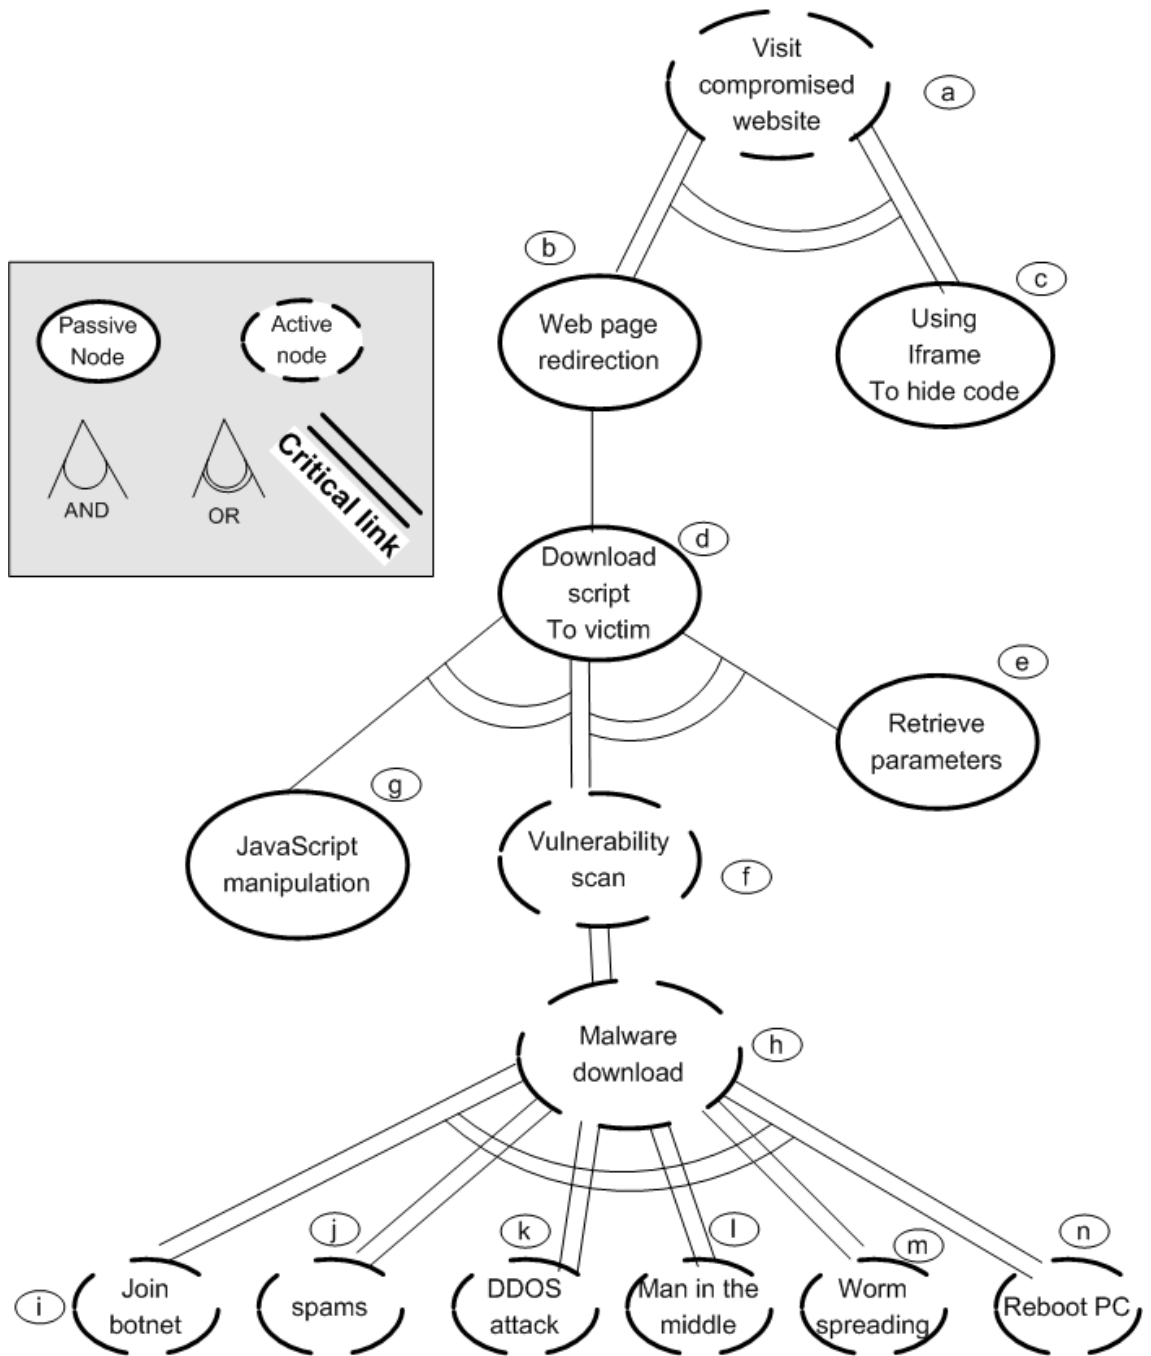 Visit
compromised
website
a
b
c
Web page
redirection
Using
Iframe
To hide code
Passive
Node
Active
node
AND
OR
Critical link
d
Download
script
To victim
e
Retrieve
parameters
g
JavaScript
manipulation
Vulnerability
scan
f
Malware
download
h
i
Join
botnet
j
spams
k
DDOS
attack
l
Man in the
middle
m
Worm
spreading
n
Reboot PC